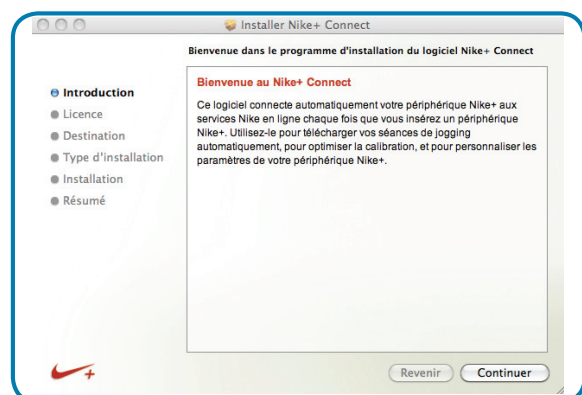 Installer Nike+ Connect
Bienvenue dans le programme d'installation du logiciel Nike+ Connect
Introduction
Licence
Destination
Type d'installation
Installation
Résumé
Bienvenue au Nike+ Connect
Ce logiciel connecte automatiquement votre périphérique Nike+ aux
services Nike en ligne chaque fois que vous insérez un périphérique
Nike+. Utilisez-le pour télécharger vos séances de jogging
automatiquement, pour optimiser la calibration, et pour personnaliser les
paramètres de votre périphérique Nike+.
Revenir
Continuer